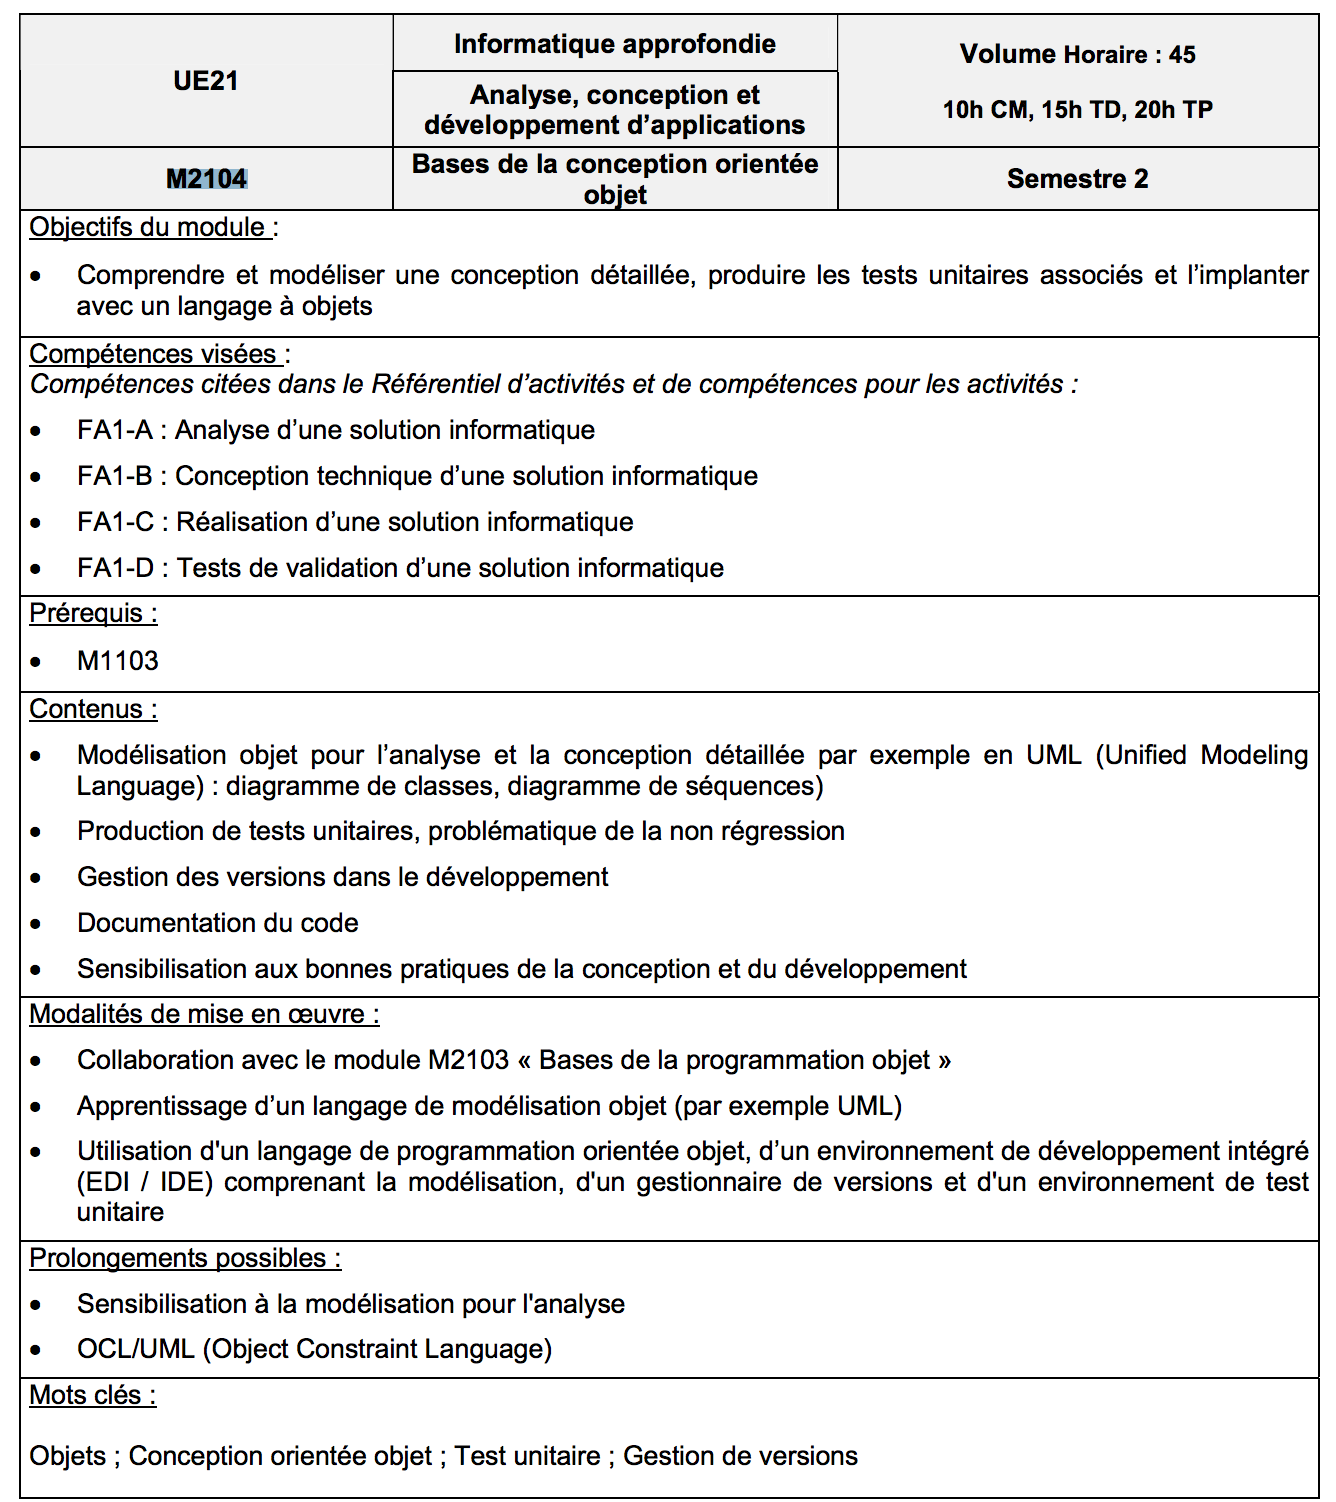 UE21
Informatique approfondie
Analyse, conception et
développement d’applications
Volume Horaire : 45
10h CM, 15h TD, 20h TP
M2104
Bases de la conception orientée
objet
Semestre 2
Objectifs du module :
• Comprendre et modéliser une conception détaillée, produire les tests unitaires associés et l’implanter
avec un langage à objets
Compétences visées :
Compétences citées dans le Référentiel d’activités et de compétences pour les activités :
• FA1-A : Analyse d’une solution informatique
• FA1-B : Conception technique d’une solution informatique
• FA1-C : Réalisation d’une solution informatique
• FA1-D : Tests de validation d’une solution informatique
Prérequis :
• M1103
Contenus :
• Modélisation objet pour l’analyse et la conception détaillée par exemple en UML (Unified Modeling
Language) : diagramme de classes, diagramme de séquences)
• Production de tests unitaires, problématique de la non régression
• Gestion des versions dans le développement
• Documentation du code
• Sensibilisation aux bonnes pratiques de la conception et du développement
Modalités de mise en œuvre :
• Collaboration avec le module M2103 « Bases de la programmation objet »
• Apprentissage d’un langage de modélisation objet (par exemple UML)
• Utilisation d'un langage de programmation orientée objet, d’un environnement de développement intégré
(EDI / IDE) comprenant la modélisation, d'un gestionnaire de versions et d'un environnement de test
unitaire
Prolongements possibles :
• Sensibilisation à la modélisation pour l'analyse
• OCL/UML (Object Constraint Language)
Mots clés :
Objets ; Conception orientée objet ; Test unitaire ; Gestion de versions